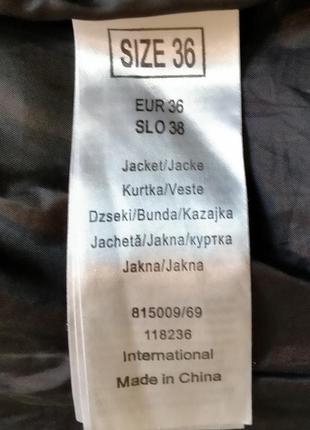 SIZE 36
EUR 36
SLO 38
Jacket/Jacke
Kurtka/Veste
Dzseki/Bunda/Kazajka
Jachetă/Jakna/куртка
Jakna/Jakna
815009/69
118236
International
Made in China